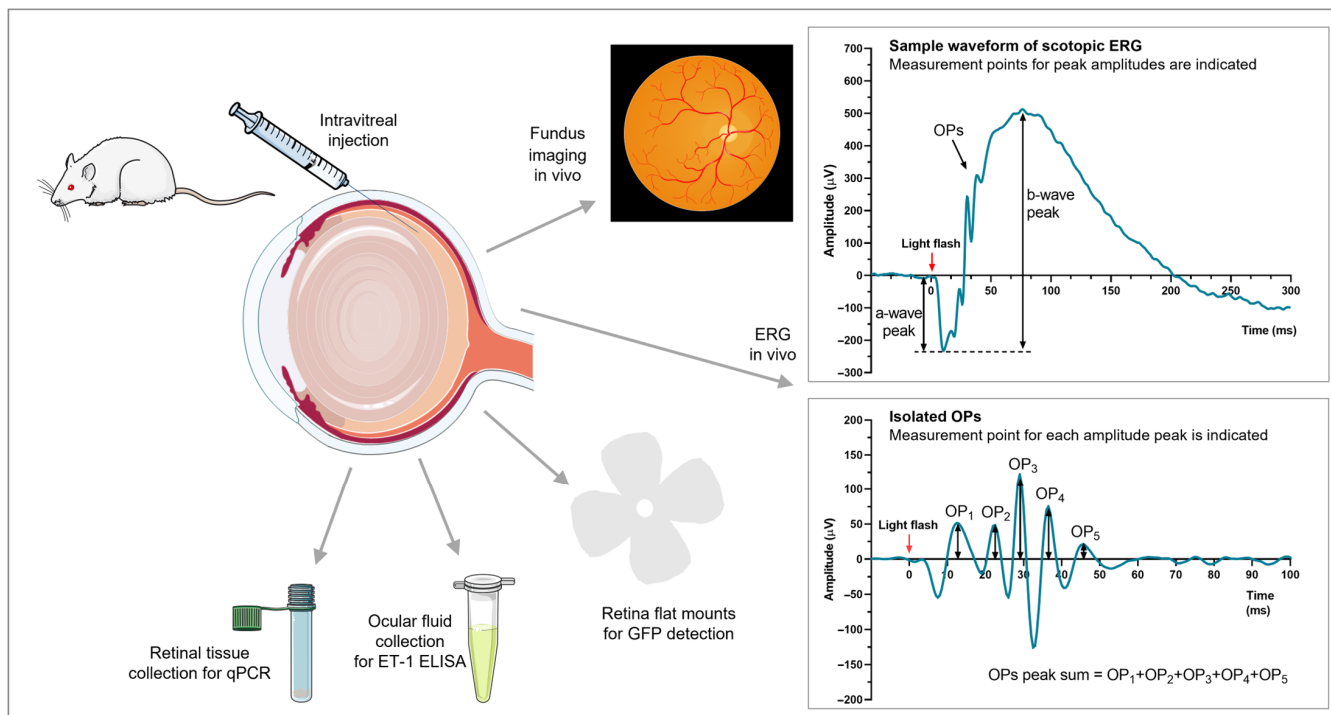 Intravitreal
injection
Fundus
imaging
in vivo
ERG
in vivo
Retina flat mounts
for GFP detection
Ocular fluid
collection
for ET-1 ELISA
Retinal tissue
collection for qPCR
Sample waveform of scotopic ERG
Measurement points for peak amplitudes are indicated
700
600
500
400
300
200
100
0
−100
−200
−300
Amplitude (µV)
OPs
b-wave
peak
Light flash
a-wave
peak
0 50 100 150 200 250 300
Time (ms)
Isolated OPs
Measurement point for each amplitude peak is indicated
200
150
100
50
0
−50
−100
−150
−200
Amplitude (µV)
Light flash
OP1
OP2
OP3
OP4
OP5
0 10 20 30 40 50 60 70 80 90 100
Time
(ms)
OPs peak sum = OP1+OP2+OP3+OP4+OP5